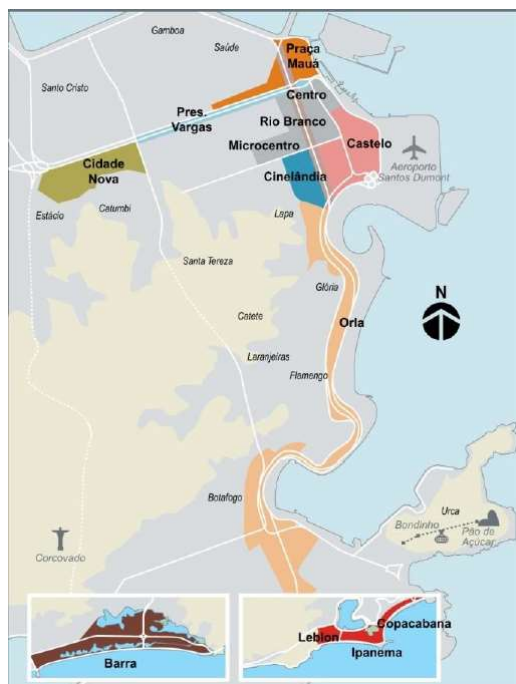 Gamboa
Saúde
Praça
Mauá
Santo Cristo
Centro
Pres.
Vargas
Rio Branco
Microcentro
Castelo
Cidade
Nova
Cinelândia
Aeroporto
Santos Dumont
Estácio
Catumbi
Lapa
Santa Tereza
Glória
N
Catete
Orla
Laranjeiras
Flamengo
Botafogo
Urca
Bondinho
Pão de
Açúcar
Corcovado
Barra
Leblon
Copacabana
Ipanema